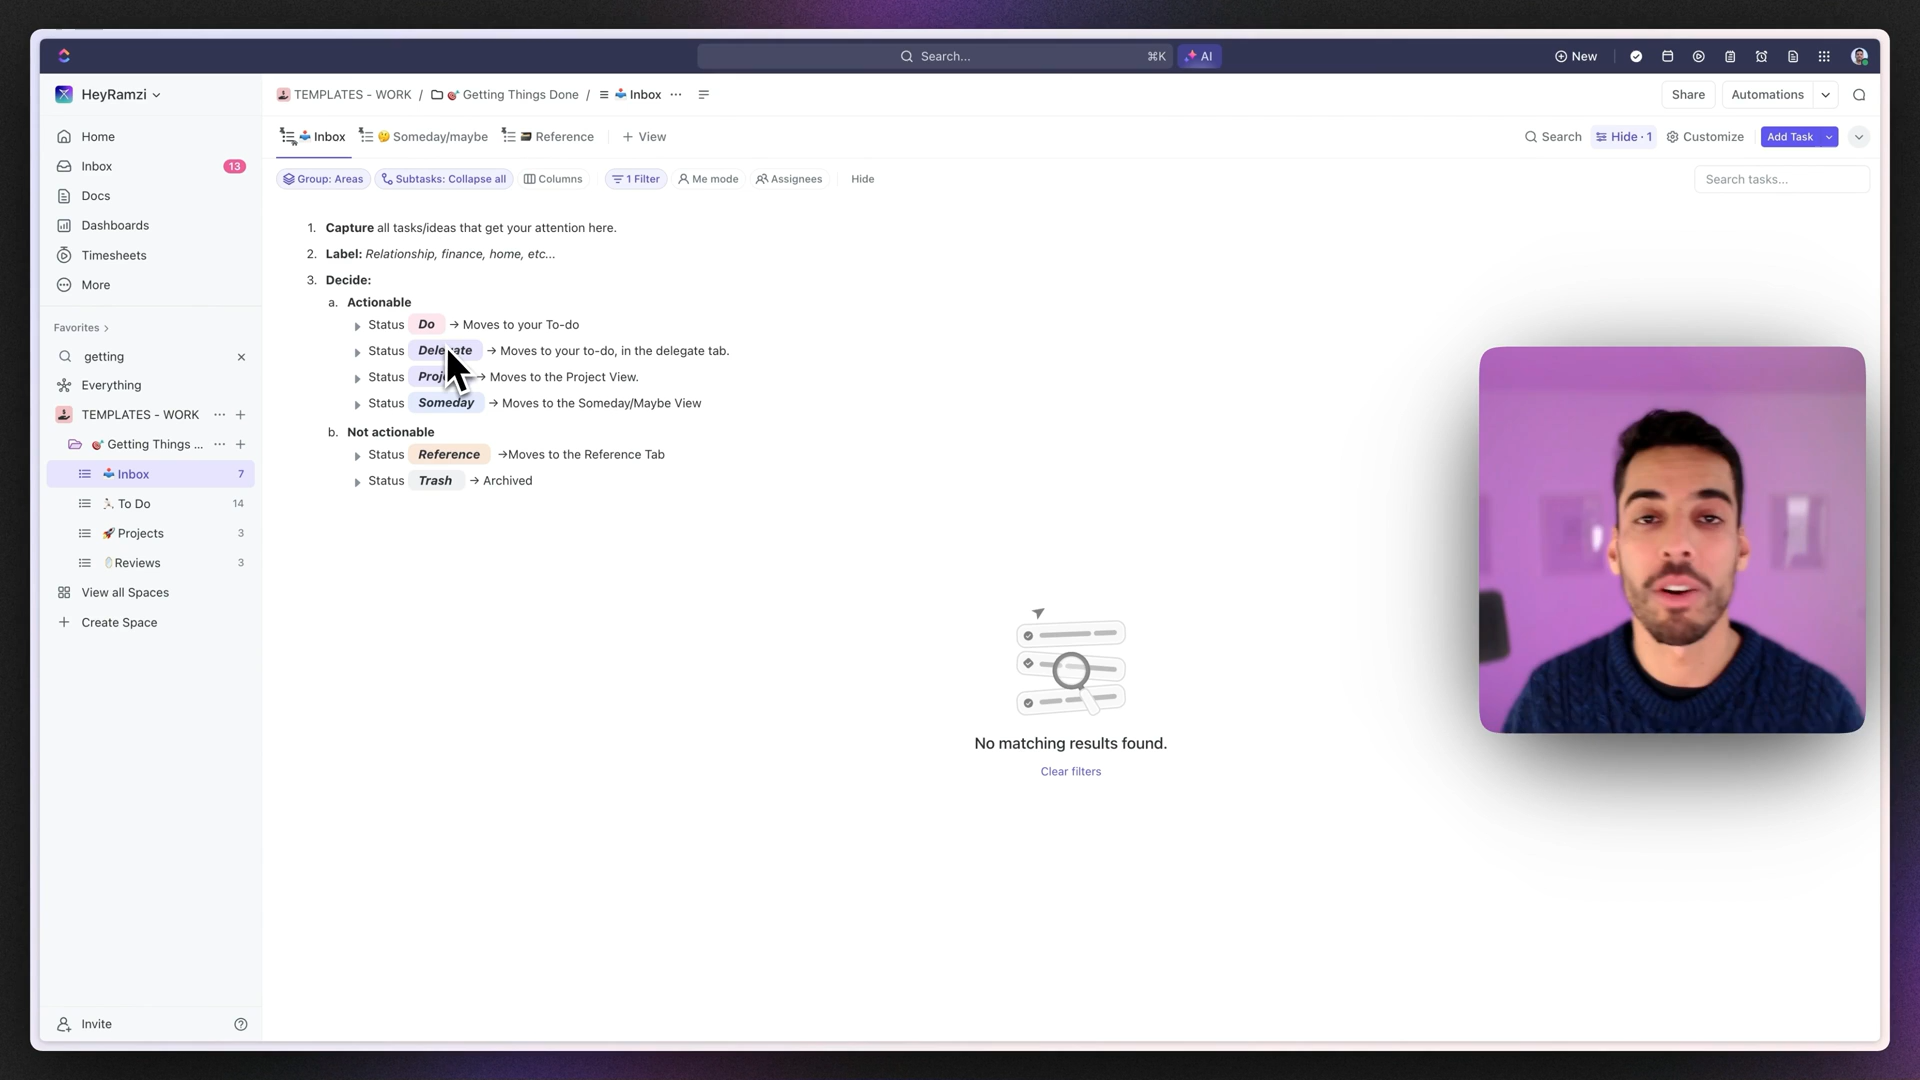 Search...
⌘K
AI
New
HeyRamzi
TEMPLATES - WORK / Getting Things Done / Inbox
Share
Automations
Home
Inbox
13
Docs
Dashboards
Timesheets
More
Favorites
getting
Everything
TEMPLATES - WORK
Getting Things ...
Inbox 7
To Do 14
Projects 3
Reviews 3
View all Spaces
Create Space
Invite
Inbox
Someday/maybe
Reference
View
Search
Hide · 1
Customize
Add Task
Group: Areas
Subtasks: Collapse all
Columns
1 Filter
Me mode
Assignees
Hide
Search tasks...
1. Capture all tasks/ideas that get your attention here.
2. Label: Relationship, finance, home, etc...
3. Decide:
a. Actionable
Status Do → Moves to your To-do
Status Delegate → Moves to your to-do, in the delegate tab.
Status → Moves to the Project View.
Status Someday → Moves to the Someday/Maybe View
b. Not actionable
Status Reference →Moves to the Reference Tab
Status Trash → Archived
No matching results found.
Clear filters